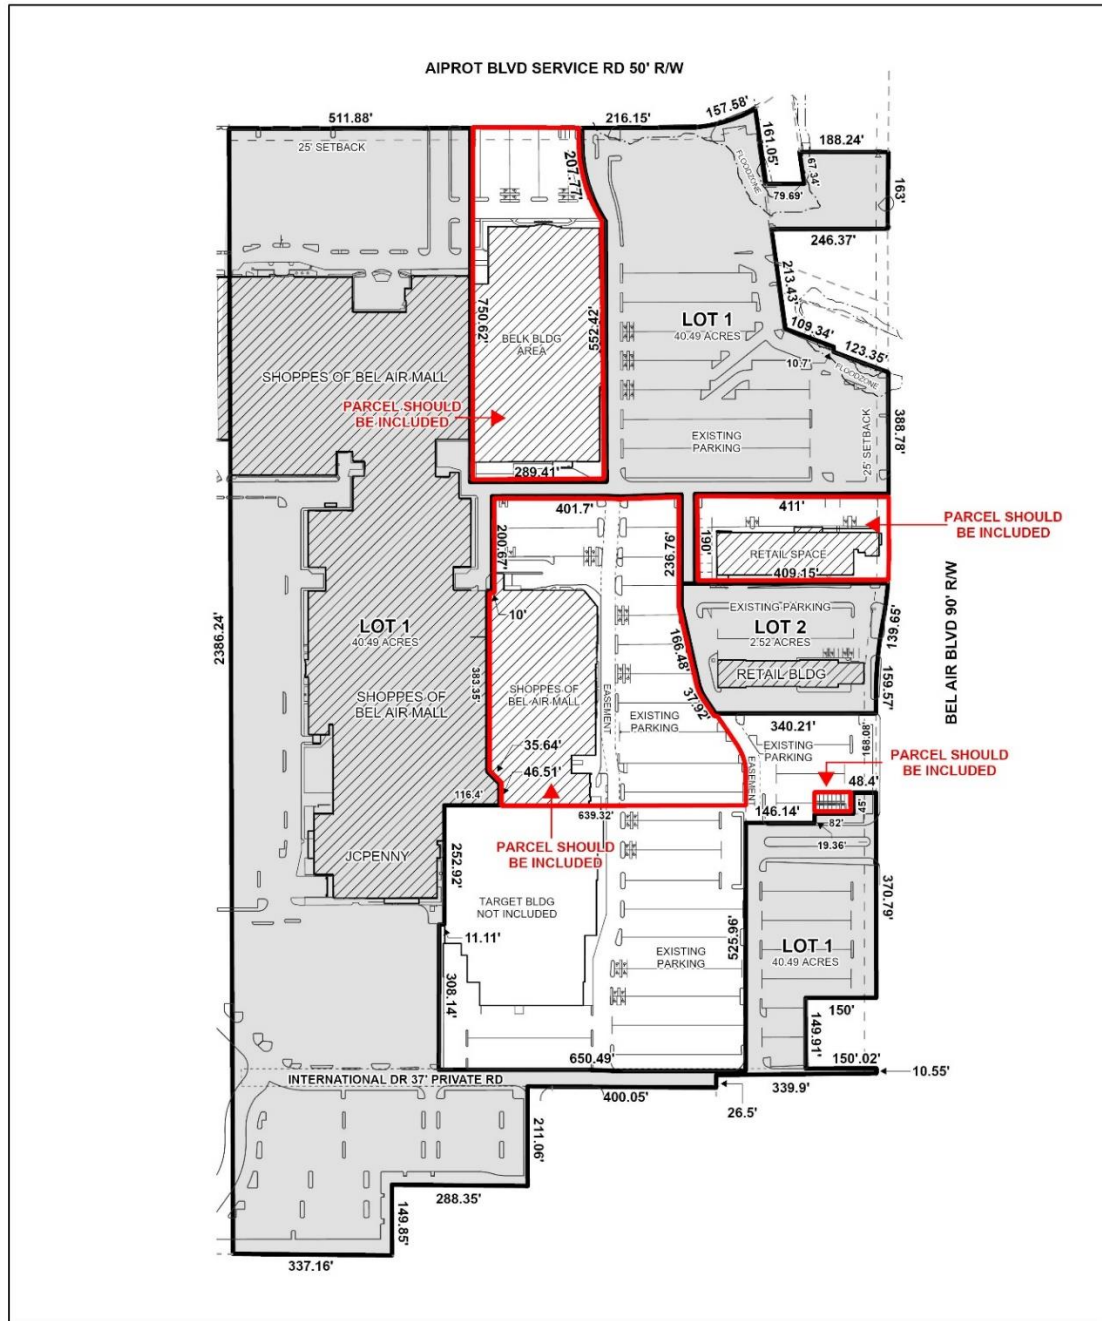 AIPROT BLVD SERVICE RD 50' R/W
511.88'
216.15'
157.58'
161.05'
188.24'
67.34'
163'
79.69'
FLOODZONE
25' SETBACK
207.77'
246.37'
213.43'
750.62'
552.42'
BELK BLDG
AREA
LOT 1
40.49 ACRES
109.34'
123.35'
10.7'
FLOODZONE
SHOPPES OF BEL AIR MALL
PARCEL SHOULD
BE INCLUDED
388.78'
25' SETBACK
EXISTING
PARKING
289.41'
401.7'
411'
PARCEL SHOULD
BE INCLUDED
200.67'
236.76'
190'
RETAIL SPACE
409.15'
10'
EXISTING PARKING
LOT 2
2.52 ACRES
139.65'
RETAIL BLDG
159.57'
BEL AIR BLVD 90' R/W
2386.24'
LOT 1
40.49 ACRES
SHOPPES OF
BEL AIR MALL
383.35'
166.48'
37.92'
SHOPPES OF
BEL AIR MALL
EASEMENT
EXISTING
PARKING
340.21'
EXISTING
PARKING
168.08'
PARCEL SHOULD
BE INCLUDED
35.64'
46.51'
EASEMENT
48.4'
116.4'
639.32'
146.14'
45'
82'
19.36'
PARCEL SHOULD
BE INCLUDED
JCPENNY
252.92'
TARGET BLDG
NOT INCLUDED
370.79'
11.11'
525.96'
EXISTING
PARKING
LOT 1
40.49 ACRES
308.14'
150'
149.91'
650.49'
150'.02'
10.55'
INTERNATIONAL DR 37' PRIVATE RD
400.05'
339.9'
26.5'
211.06'
288.35'
149.85'
337.16'